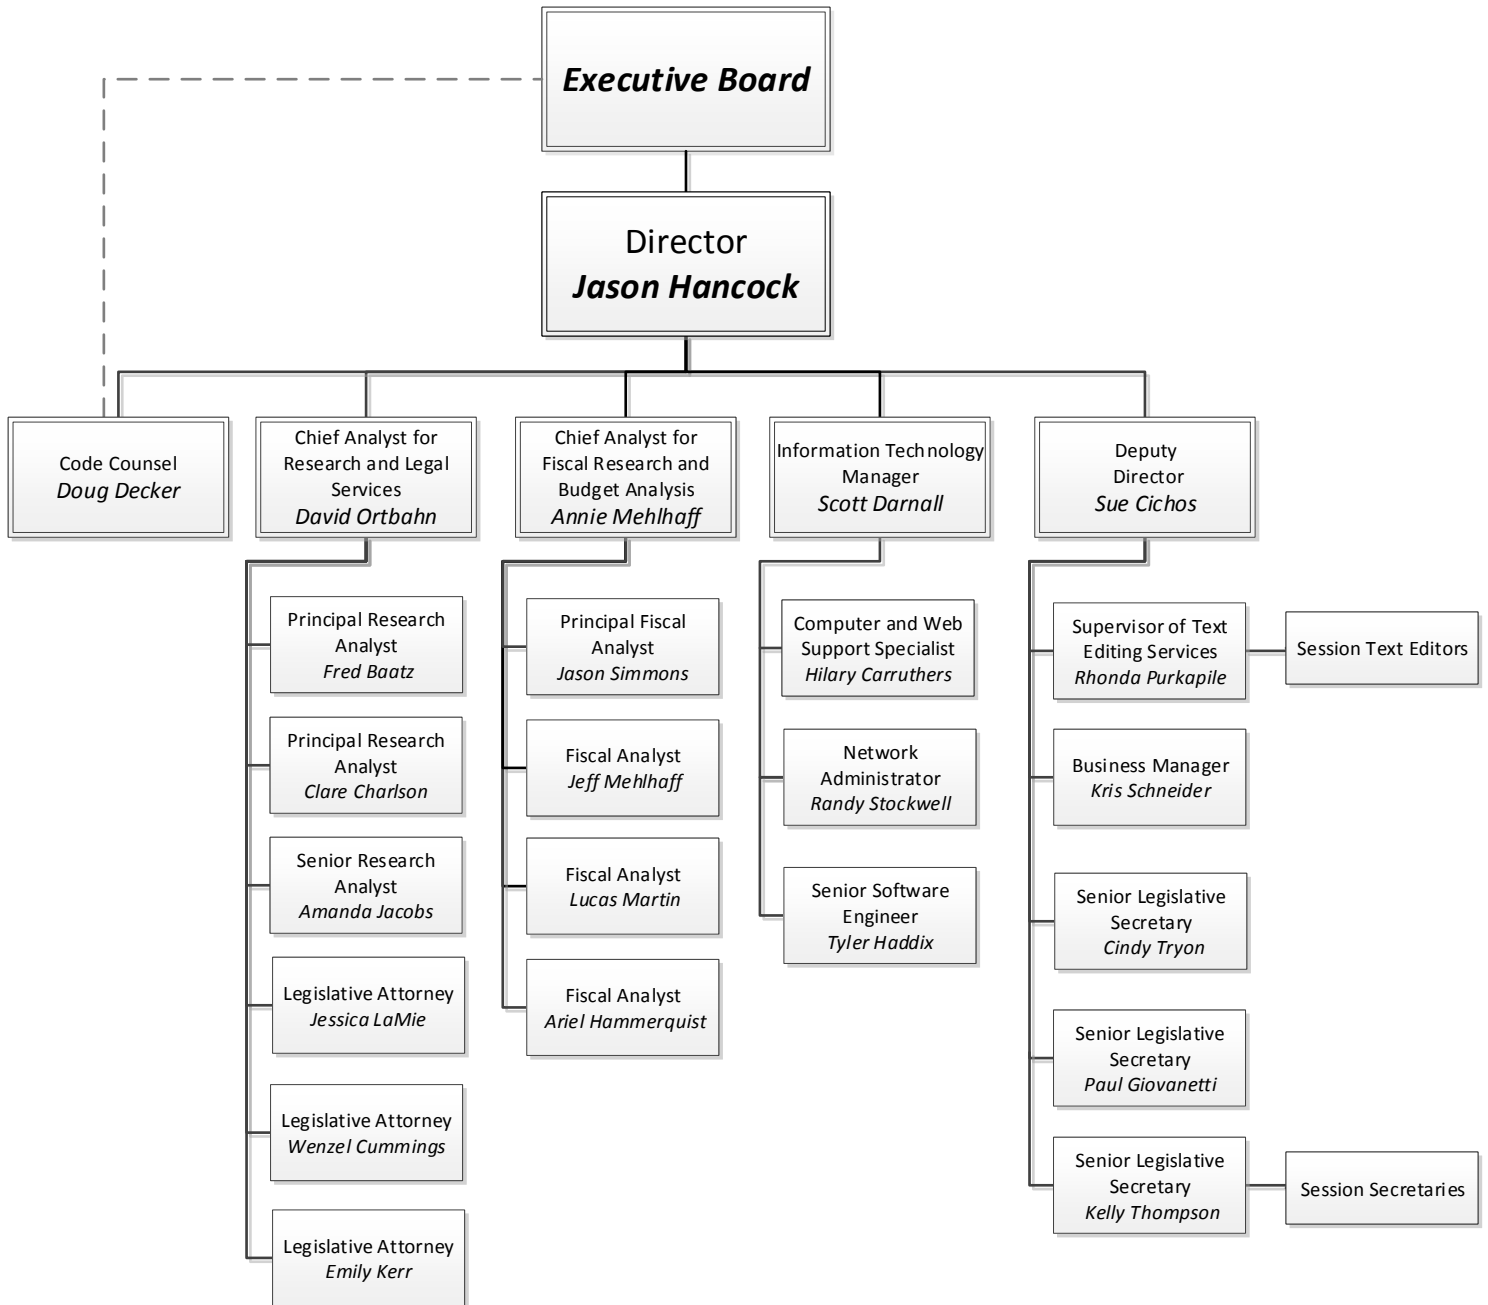 Executive Board
Director
Jason Hancock
Code Counsel
Doug Decker
Chief Analyst for
Research and Legal
Services
David Ortbahn
Chief Analyst for
Fiscal Research and
Budget Analysis
Annie Mehlhaff
Information Technology
Manager
Scott Darnall
Deputy
Director
Sue Cichos
Principal Research
Analyst
Fred Baatz
Principal Research
Analyst
Clare Charlson
Senior Research
Analyst
Amanda Jacobs
Legislative Attorney
Jessica LaMie
Legislative Attorney
Wenzel Cummings
Legislative Attorney
Emily Kerr
Principal Fiscal
Analyst
Jason Simmons
Fiscal Analyst
Jeff Mehlhaff
Fiscal Analyst
Lucas Martin
Fiscal Analyst
Ariel Hammerquist
Computer and Web
Support Specialist
Hilary Carruthers
Network
Administrator
Randy Stockwell
Senior Software
Engineer
Tyler Haddix
Supervisor of Text
Editing Services
Rhonda Purkapile
Session Text Editors
Business Manager
Kris Schneider
Senior Legislative
Secretary
Cindy Tryon
Senior Legislative
Secretary
Paul Giovanetti
Senior Legislative
Secretary
Kelly Thompson
Session Secretaries